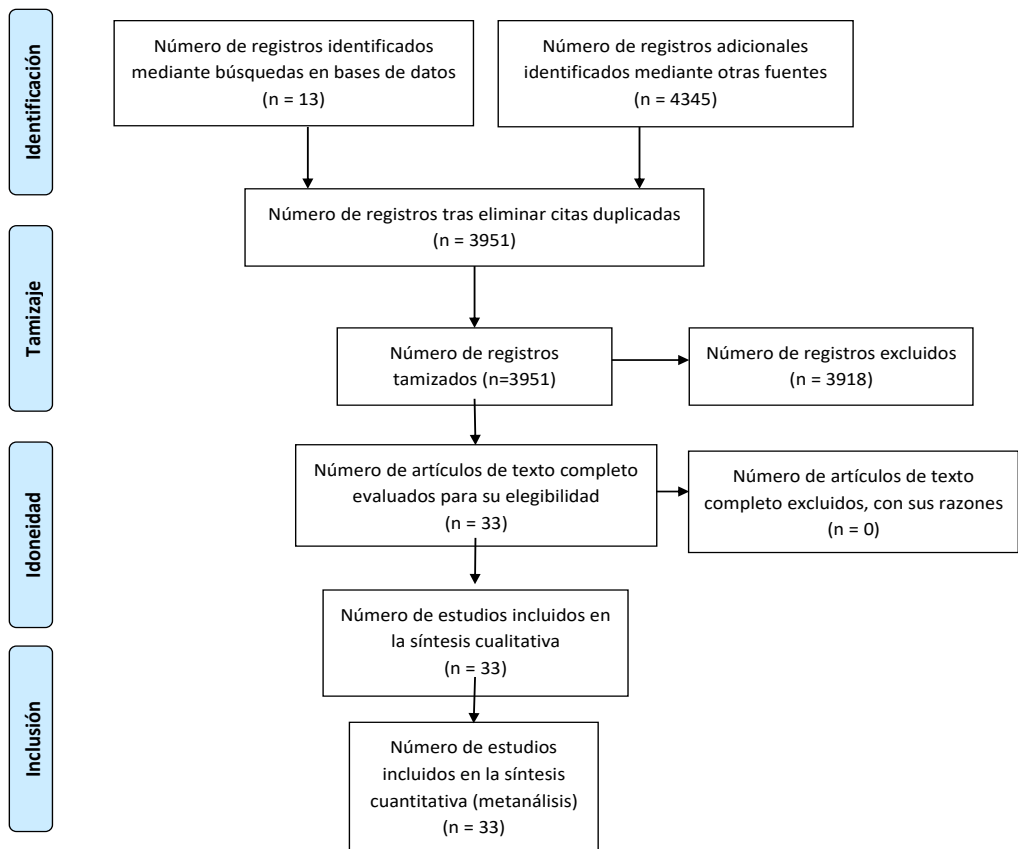 Identificación
Número de registros identificados
mediante búsquedas en bases de datos
(n = 13)
Número de registros adicionales
identificados mediante otras fuentes
(n = 4345)
Número de registros tras eliminar citas duplicadas
(n = 3951)
Tamizaje
Número de registros
tamizados (n=3951)
Número de registros excluidos
(n = 3918)
Idoneidad
Número de artículos de texto completo
evaluados para su elegibilidad
(n = 33)
Número de artículos de texto
completo excluidos, con sus razones
(n = 0)
Número de estudios incluidos en
la síntesis cualitativa
(n = 33)
Inclusión
Número de estudios
incluidos en la síntesis
cuantitativa (metanálisis)
(n = 33)